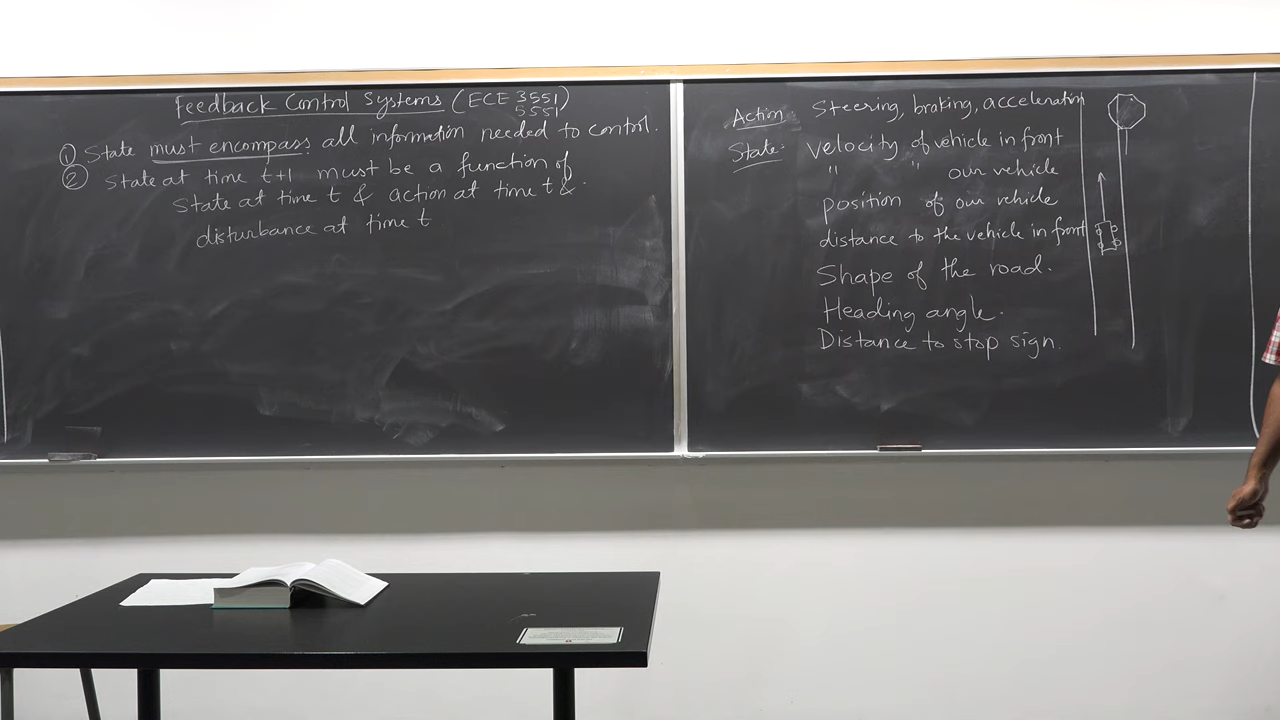 Feedback Control Systems (ECE 3551)
5551
① State must encompass all information needed to control.
② State at time t+1 must be a function of
State at time t & action at time t &
disturbance at time t
Action: Steering, braking, acceleration
State: Velocity of vehicle in front
" " our vehicle
position of our vehicle
distance to the vehicle in front
Shape of the road.
Heading angle.
Distance to stop sign.